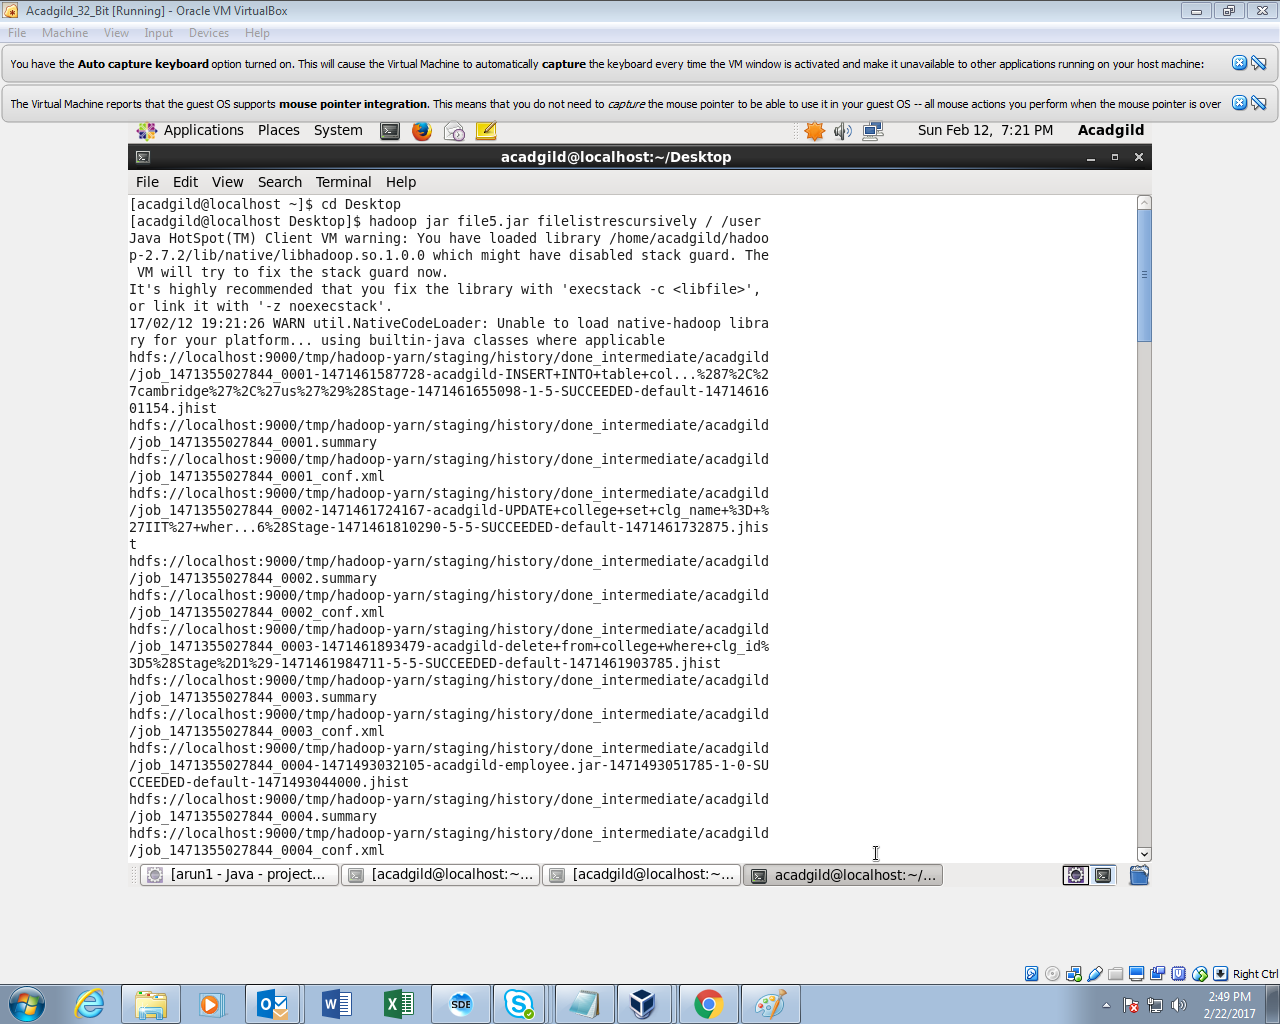 Acadgild_32_Bit [Running] - Oracle VM VirtualBox
File Machine View Input Devices Help
You have the Auto capture keyboard option turned on. This will cause the Virtual Machine to automatically capture the keyboard every time the VM window is activated and make it unavailable to other applications running on your host machine:
The Virtual Machine reports that the guest OS supports mouse pointer integration. This means that you do not need to capture the mouse pointer to be able to use it in your guest OS -- all mouse actions you perform when the mouse pointer is over
Applications Places System Sun Feb 12, 7:21 PM Acadgild
acadgild@localhost:~/Desktop
File Edit View Search Terminal Help
[acadgild@localhost ~]$ cd Desktop
[acadgild@localhost Desktop]$ hadoop jar file5.jar filelistrescursively / /user
Java HotSpot(TM) Client VM warning: You have loaded library /home/acadgild/hadoo
p-2.7.2/lib/native/libhadoop.so.1.0.0 which might have disabled stack guard. The
 VM will try to fix the stack guard now.
It's highly recommended that you fix the library with 'execstack -c <libfile>',
or link it with '-z noexecstack'.
17/02/12 19:21:26 WARN util.NativeCodeLoader: Unable to load native-hadoop libra
ry for your platform... using builtin-java classes where applicable
hdfs://localhost:9000/tmp/hadoop-yarn/staging/history/done_intermediate/acadgild
/job_1471355027844_0001-1471461587728-acadgild-INSERT+INTO+table+col...%287%2C%2
7cambridge%27%2C%27us%27%29%28Stage-1471461655098-1-5-SUCCEEDED-default-14714616
01154.jhist
hdfs://localhost:9000/tmp/hadoop-yarn/staging/history/done_intermediate/acadgild
/job_1471355027844_0001.summary
hdfs://localhost:9000/tmp/hadoop-yarn/staging/history/done_intermediate/acadgild
/job_1471355027844_0001_conf.xml
hdfs://localhost:9000/tmp/hadoop-yarn/staging/history/done_intermediate/acadgild
/job_1471355027844_0002-1471461724167-acadgild-UPDATE+college+set+clg_name+%3D+%
27IIT%27+wher...6%28Stage-1471461810290-5-5-SUCCEEDED-default-1471461732875.jhis
t
hdfs://localhost:9000/tmp/hadoop-yarn/staging/history/done_intermediate/acadgild
/job_1471355027844_0002.summary
hdfs://localhost:9000/tmp/hadoop-yarn/staging/history/done_intermediate/acadgild
/job_1471355027844_0002_conf.xml
hdfs://localhost:9000/tmp/hadoop-yarn/staging/history/done_intermediate/acadgild
/job_1471355027844_0003-1471461893479-acadgild-delete+from+college+where+clg_id%
3D5%28Stage%2D1%29-1471461984711-5-5-SUCCEEDED-default-1471461903785.jhist
hdfs://localhost:9000/tmp/hadoop-yarn/staging/history/done_intermediate/acadgild
/job_1471355027844_0003.summary
hdfs://localhost:9000/tmp/hadoop-yarn/staging/history/done_intermediate/acadgild
/job_1471355027844_0003_conf.xml
hdfs://localhost:9000/tmp/hadoop-yarn/staging/history/done_intermediate/acadgild
/job_1471355027844_0004-1471493032105-acadgild-employee.jar-1471493051785-1-0-SU
CCEEDED-default-1471493044000.jhist
hdfs://localhost:9000/tmp/hadoop-yarn/staging/history/done_intermediate/acadgild
/job_1471355027844_0004.summary
hdfs://localhost:9000/tmp/hadoop-yarn/staging/history/done_intermediate/acadgild
/job_1471355027844_0004_conf.xml
[arun1 - Java - project... [acadgild@localhost:~... [acadgild@localhost:~... acadgild@localhost:~/...
Right Ctrl
SDE
2:49 PM
2/22/2017